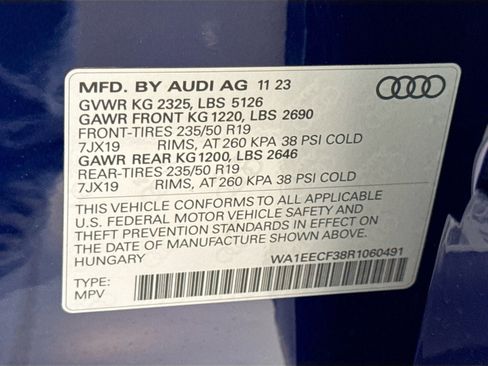 MFD. BY AUDI AG 11 23
GVWR KG 2325, LBS 5126
GAWR FRONT KG 1220, LBS 2690
FRONT-TIRES 235/50 R19
7JX19 RIMS, AT 260 KPA 38 PSI COLD
GAWR REAR KG 1200, LBS 2646
REAR-TIRES 235/50 R19
7JX19 RIMS, AT 260 KPA 38 PSI COLD
THIS VEHICLE CONFORMS TO ALL APPLICABLE
U.S. FEDERAL MOTOR VEHICLE SAFETY AND
THEFT PREVENTION STANDARDS IN EFFECT ON
THE DATE OF MANUFACTURE SHOWN ABOVE.
HUNGARY WA1EECF38R1060491
TYPE:
MPV